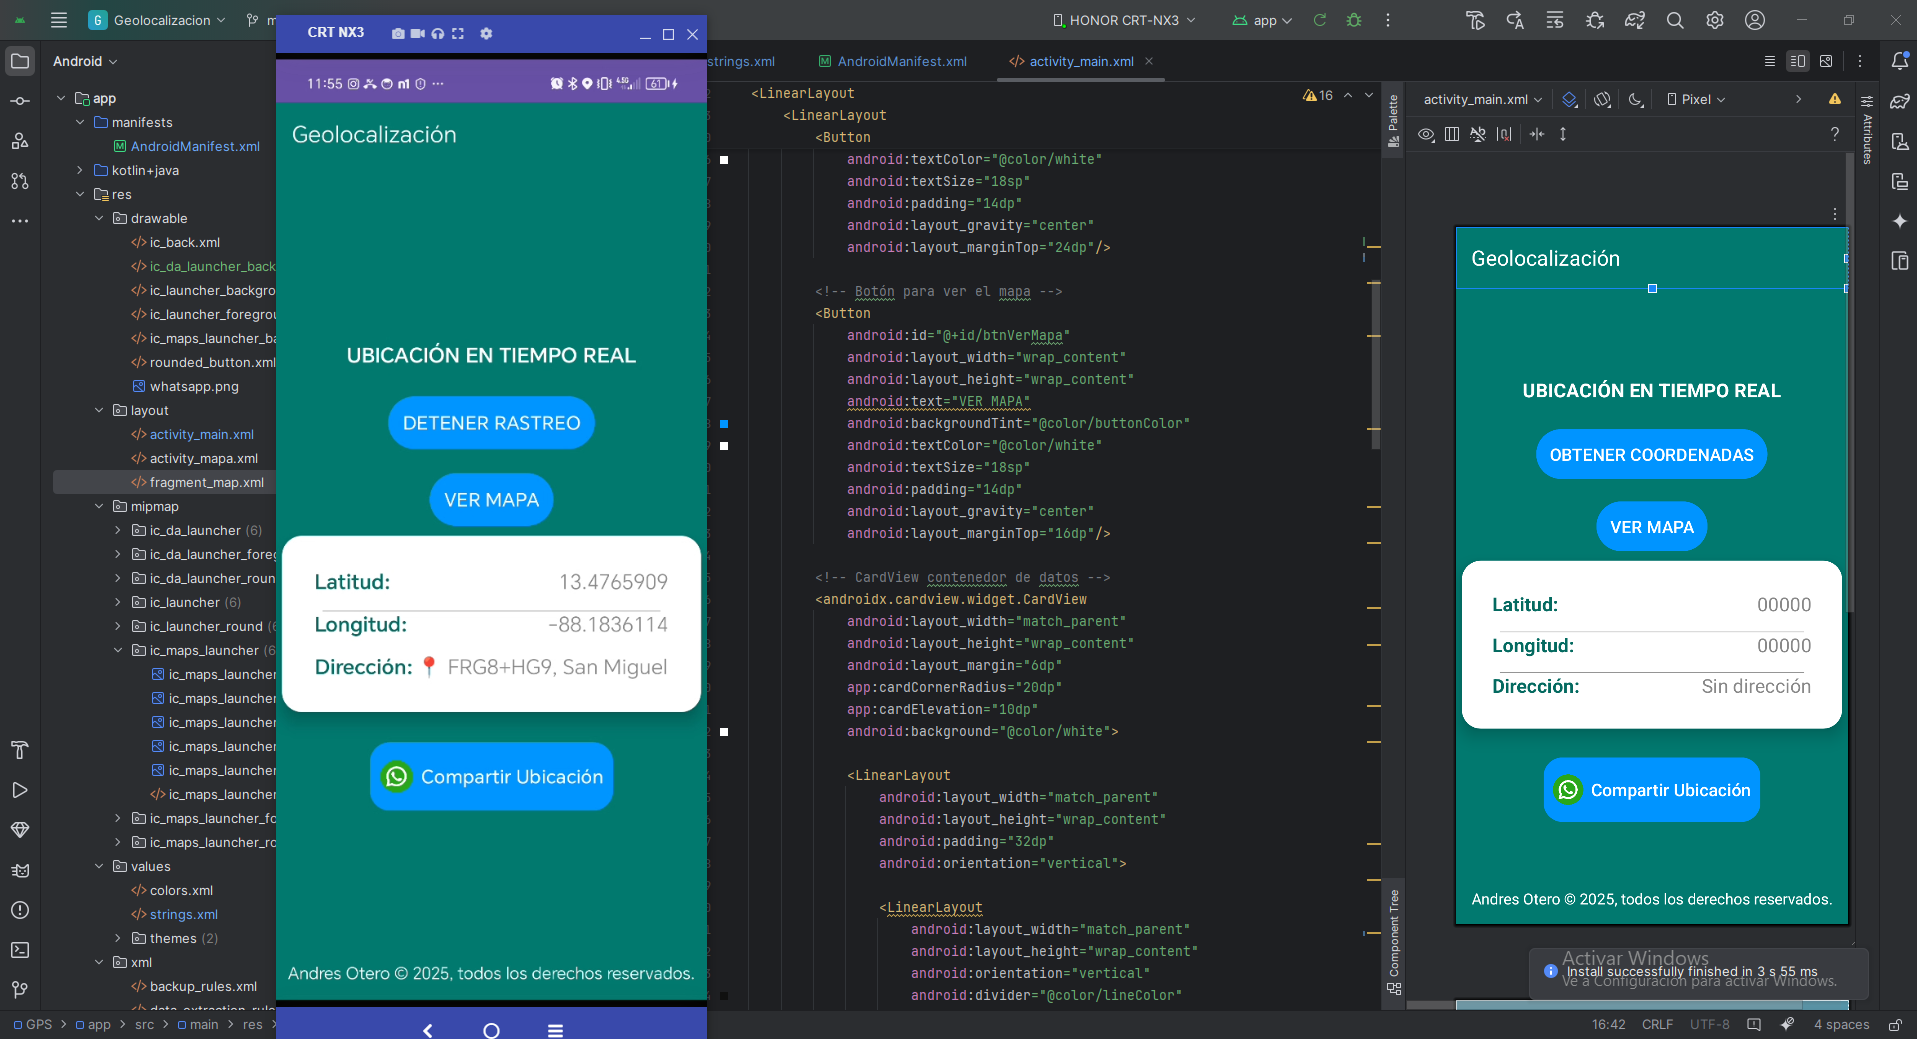 Geolocalizacion
m
HONOR CRT-NX3
app
Android
app
manifests
AndroidManifest.xml
kotlin+java
res
drawable
ic_back.xml
ic_da_launcher_back
ic_launcher_backgro
ic_launcher_foregrou
ic_maps_launcher_ba
rounded_button.xml
whatsapp.png
layout
activity_main.xml
activity_mapa.xml
fragment_map.xml
mipmap
ic_da_launcher (6)
ic_da_launcher_foreg
ic_da_launcher_roun
ic_launcher (6)
ic_launcher_round (6
ic_maps_launcher (6
ic_maps_launcher
ic_maps_launcher
ic_maps_launcher
ic_maps_launcher
ic_maps_launcher
ic_maps_launcher
ic_maps_launcher_fo
ic_maps_launcher_ro
values
colors.xml
strings.xml
themes (2)
xml
backup_rules.xml
data_extraction_rule
CRT NX3
11:55
61
Geolocalización
UBICACIÓN EN TIEMPO REAL
DETENER RASTREO
VER MAPA
Latitud: 13.4765909
Longitud: -88.1836114
Dirección: 📍 FRG8+HG9, San Miguel
Compartir Ubicación
Andres Otero © 2025, todos los derechos reservados.
strings.xml
AndroidManifest.xml
activity_main.xml
16
<LinearLayout
<LinearLayout
<Button
android:textColor="@color/white"
android:textSize="18sp"
android:padding="14dp"
android:layout_gravity="center"
android:layout_marginTop="24dp"/>
<!-- Botón para ver el mapa -->
<Button
android:id="@+id/btnVerMapa"
android:layout_width="wrap_content"
android:layout_height="wrap_content"
android:text="VER MAPA"
android:backgroundTint="@color/buttonColor"
android:textColor="@color/white"
android:textSize="18sp"
android:padding="14dp"
android:layout_gravity="center"
android:layout_marginTop="16dp"/>
<!-- CardView contenedor de datos -->
<androidx.cardview.widget.CardView
android:layout_width="match_parent"
android:layout_height="wrap_content"
android:layout_margin="6dp"
app:cardCornerRadius="20dp"
app:cardElevation="10dp"
android:background="@color/white">
<LinearLayout
android:layout_width="match_parent"
android:layout_height="wrap_content"
android:padding="32dp"
android:orientation="vertical">
<LinearLayout
android:layout_width="match_parent"
android:layout_height="wrap_content"
android:orientation="vertical"
android:divider="@color/lineColor"
Palette
Component Tree
activity_main.xml
Pixel
Attributes
?
Geolocalización
UBICACIÓN EN TIEMPO REAL
OBTENER COORDENADAS
VER MAPA
Latitud: 00000
Longitud: 00000
Dirección: Sin dirección
Compartir Ubicación
Andres Otero © 2025, todos los derechos reservados.
Activar Windows
Install successfully finished in 3 s 55 ms
Ve a Configuración para activar Windows.
GPS > app > src > main > res >
16:42 CRLF UTF-8 4 spaces